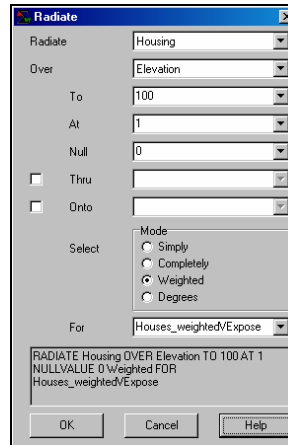 Radiate
Radiate Housing
Over Elevation
To 100
At 1
Null 0
Thru
Onto
Mode
Select
Simply
Completely
Weighted
Degrees
For Houses_weightedVExpose
RADIATE Housing OVER Elevation TO 100 AT 1
NULLVALUE 0 Weighted FOR
Houses_weightedVExpose
OK Cancel Help